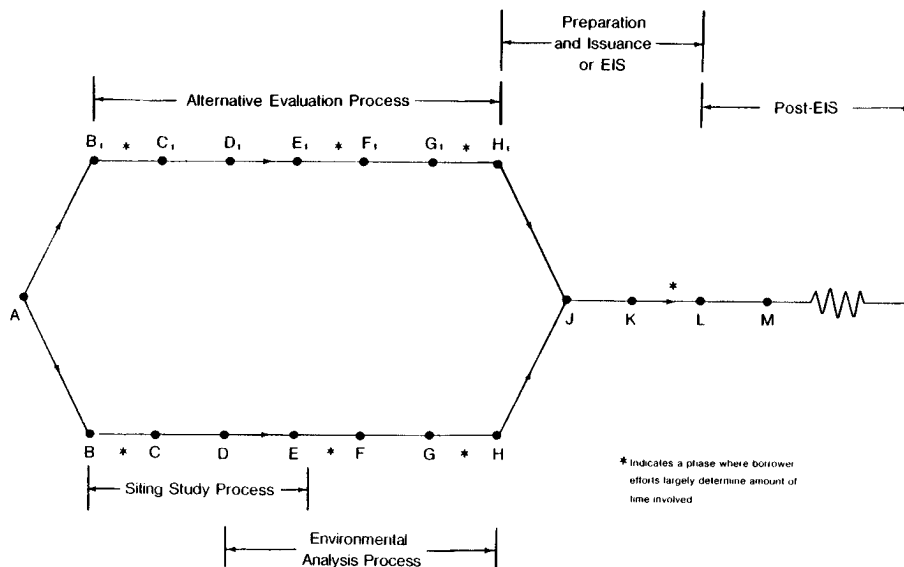 Preparation
and Issuance
or EIS
Alternative Evaluation Process
Post-EIS
B₁ * C₁ D₁ E₁ * F₁ G₁ * H₁
A
*
J K L M
B * C D E * F G * H
Siting Study Process
* Indicates a phase where borrower
efforts largely determine amount of
time involved
Environmental
Analysis Process